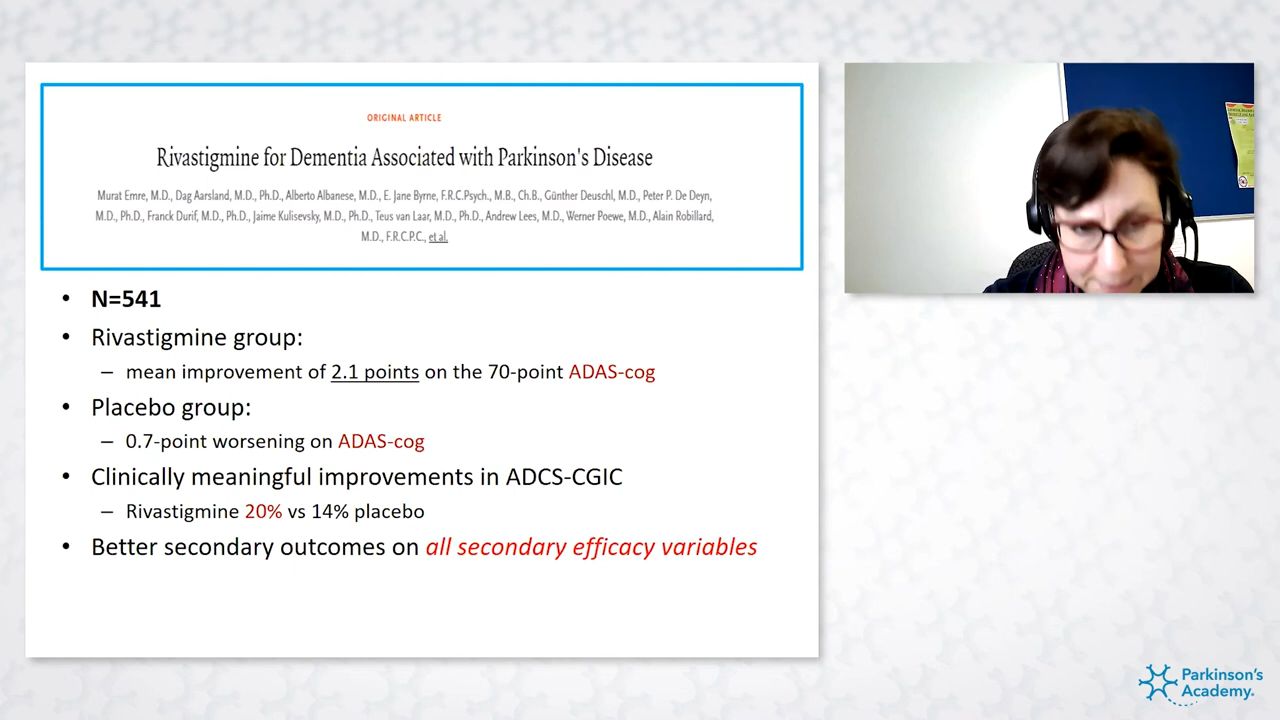 ORIGINAL ARTICLE
Rivastigmine for Dementia Associated with Parkinson's Disease
Murat Emre, M.D., Dag Aarsland, M.D., Ph.D., Alberto Albanese, M.D., E. Jane Byrne, F.R.C.Psych., M.B., Ch.B., Günther Deuschl, M.D., Peter P. De Deyn,
M.D., Ph.D., Franck Durif, M.D., Ph.D., Jaime Kulisevsky, M.D., Ph.D., Teus van Laar, M.D., Ph.D., Andrew Lees, M.D., Werner Poewe, M.D., Alain Robillard,
M.D., F.R.C.P.C., et al.
• N=541
• Rivastigmine group:
– mean improvement of 2.1 points on the 70-point ADAS-cog
• Placebo group:
– 0.7-point worsening on ADAS-cog
• Clinically meaningful improvements in ADCS-CGIC
– Rivastigmine 20% vs 14% placebo
• Better secondary outcomes on all secondary efficacy variables
Parkinson's
Academy